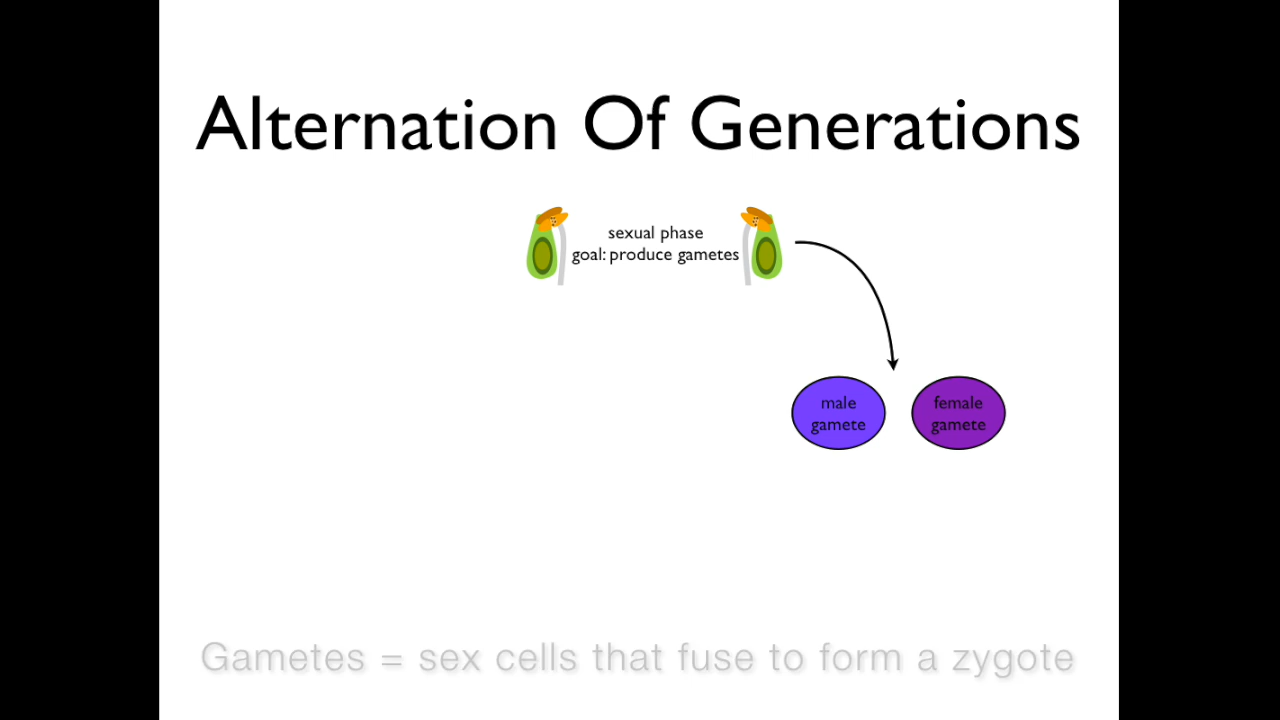 Alternation Of Generations
sexual phase
goal: produce gametes
male
gamete
female
gamete
Gametes = sex cells that fuse to form a zygote